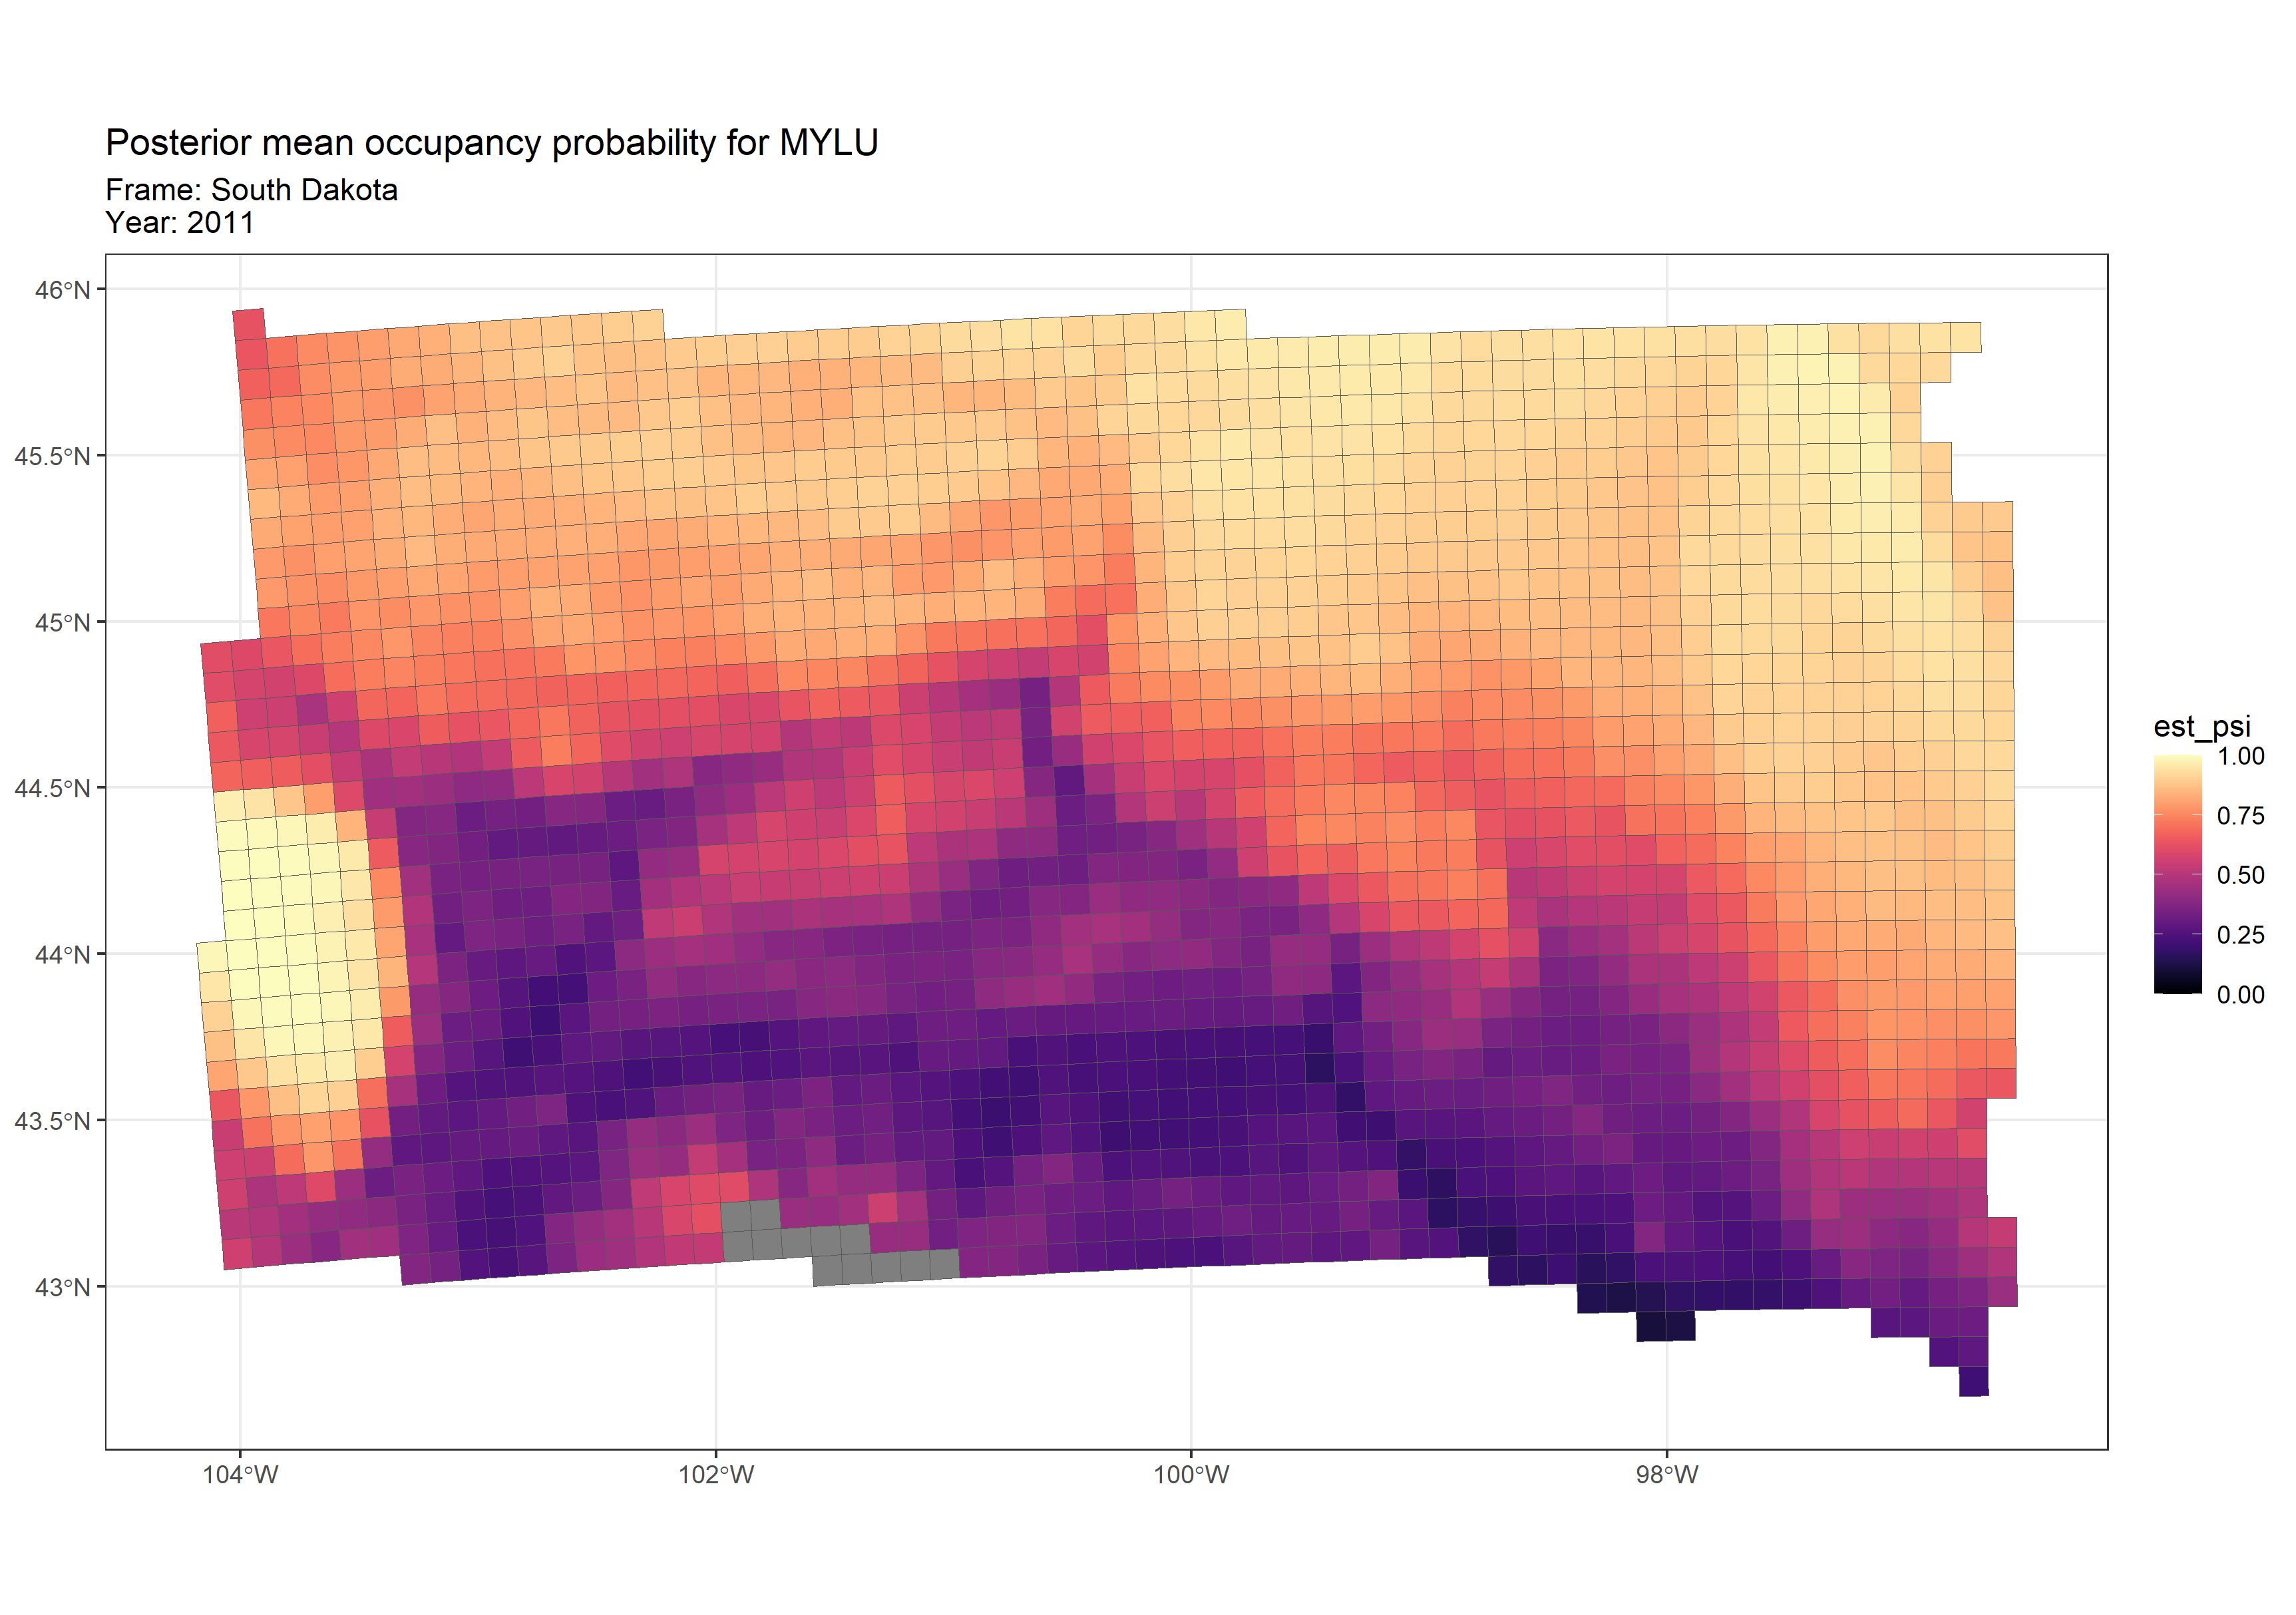 Posterior mean occupancy probability for MYLU
Frame: South Dakota
Year: 2011
46°N
45.5°N
45°N
44.5°N
44°N
43.5°N
43°N
104°W
102°W
100°W
98°W
est_psi
1.00
0.75
0.50
0.25
0.00